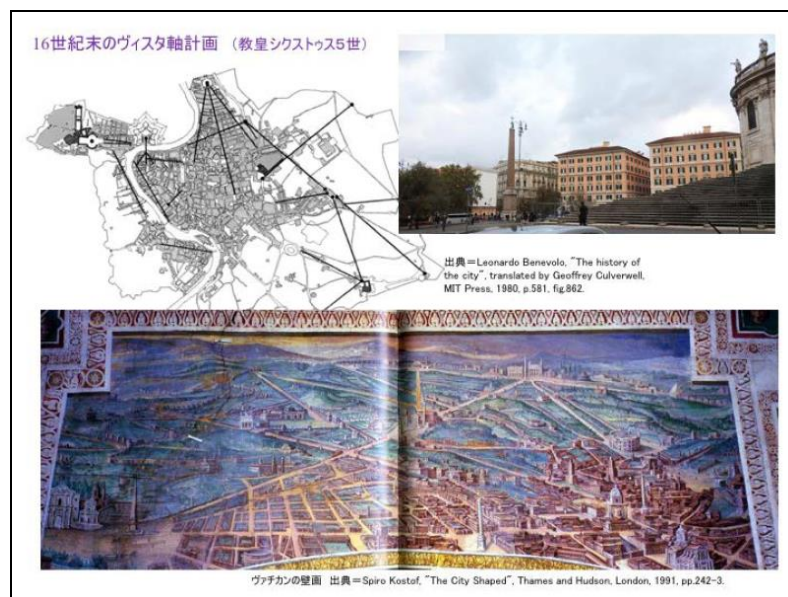 16世紀末のヴィスタ軸計画 （教皇シクストゥス5世）
出典＝Leonardo Benevolo, "The history
of the city", translated by Geoffrey Culverwell,
MIT Press, 1980, p.581, fig.862.
ヴァチカンの壁画 出典＝Spiro Kostof, "The City Shaped", Thames and Hudson, London, 1991, pp.242-3.